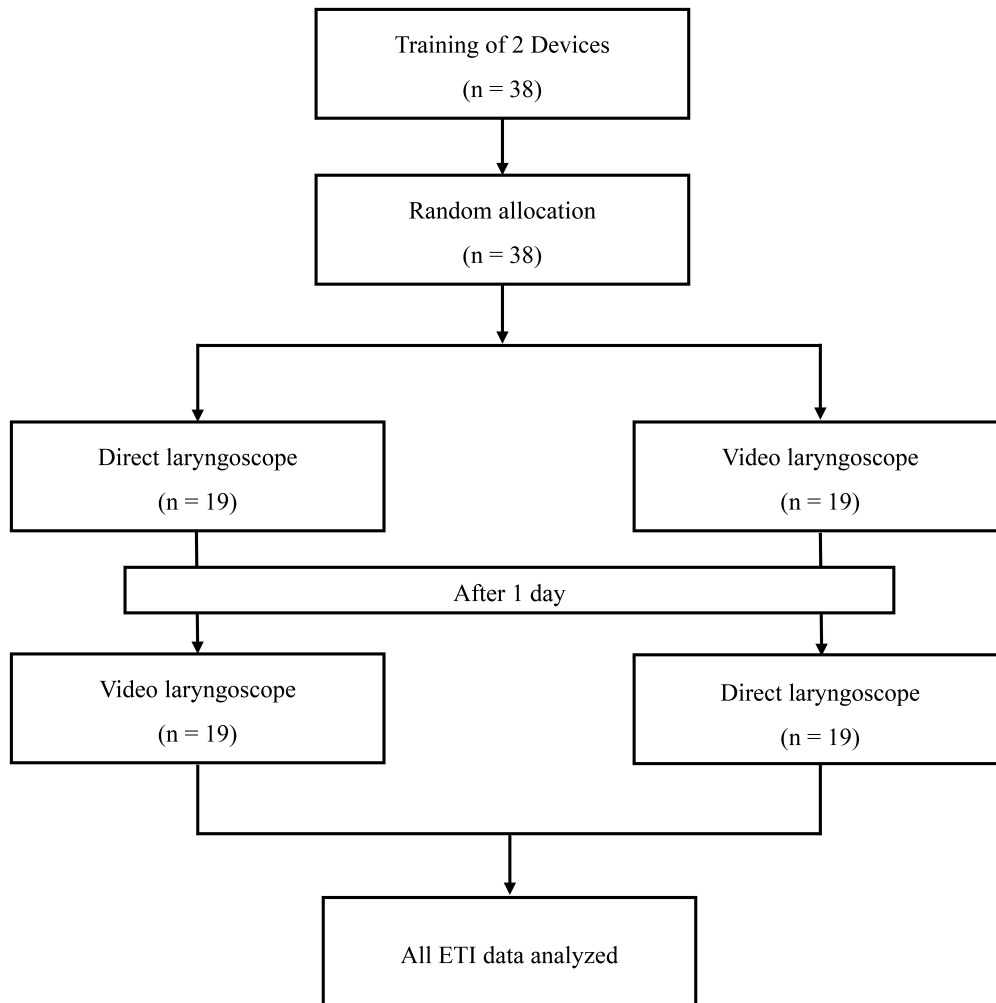 Training of 2 Devices
(n = 38)
Random allocation
(n = 38)
Direct laryngoscope
(n = 19)
Video laryngoscope
(n = 19)
After 1 day
Video laryngoscope
(n = 19)
Direct laryngoscope
(n = 19)
All ETI data analyzed